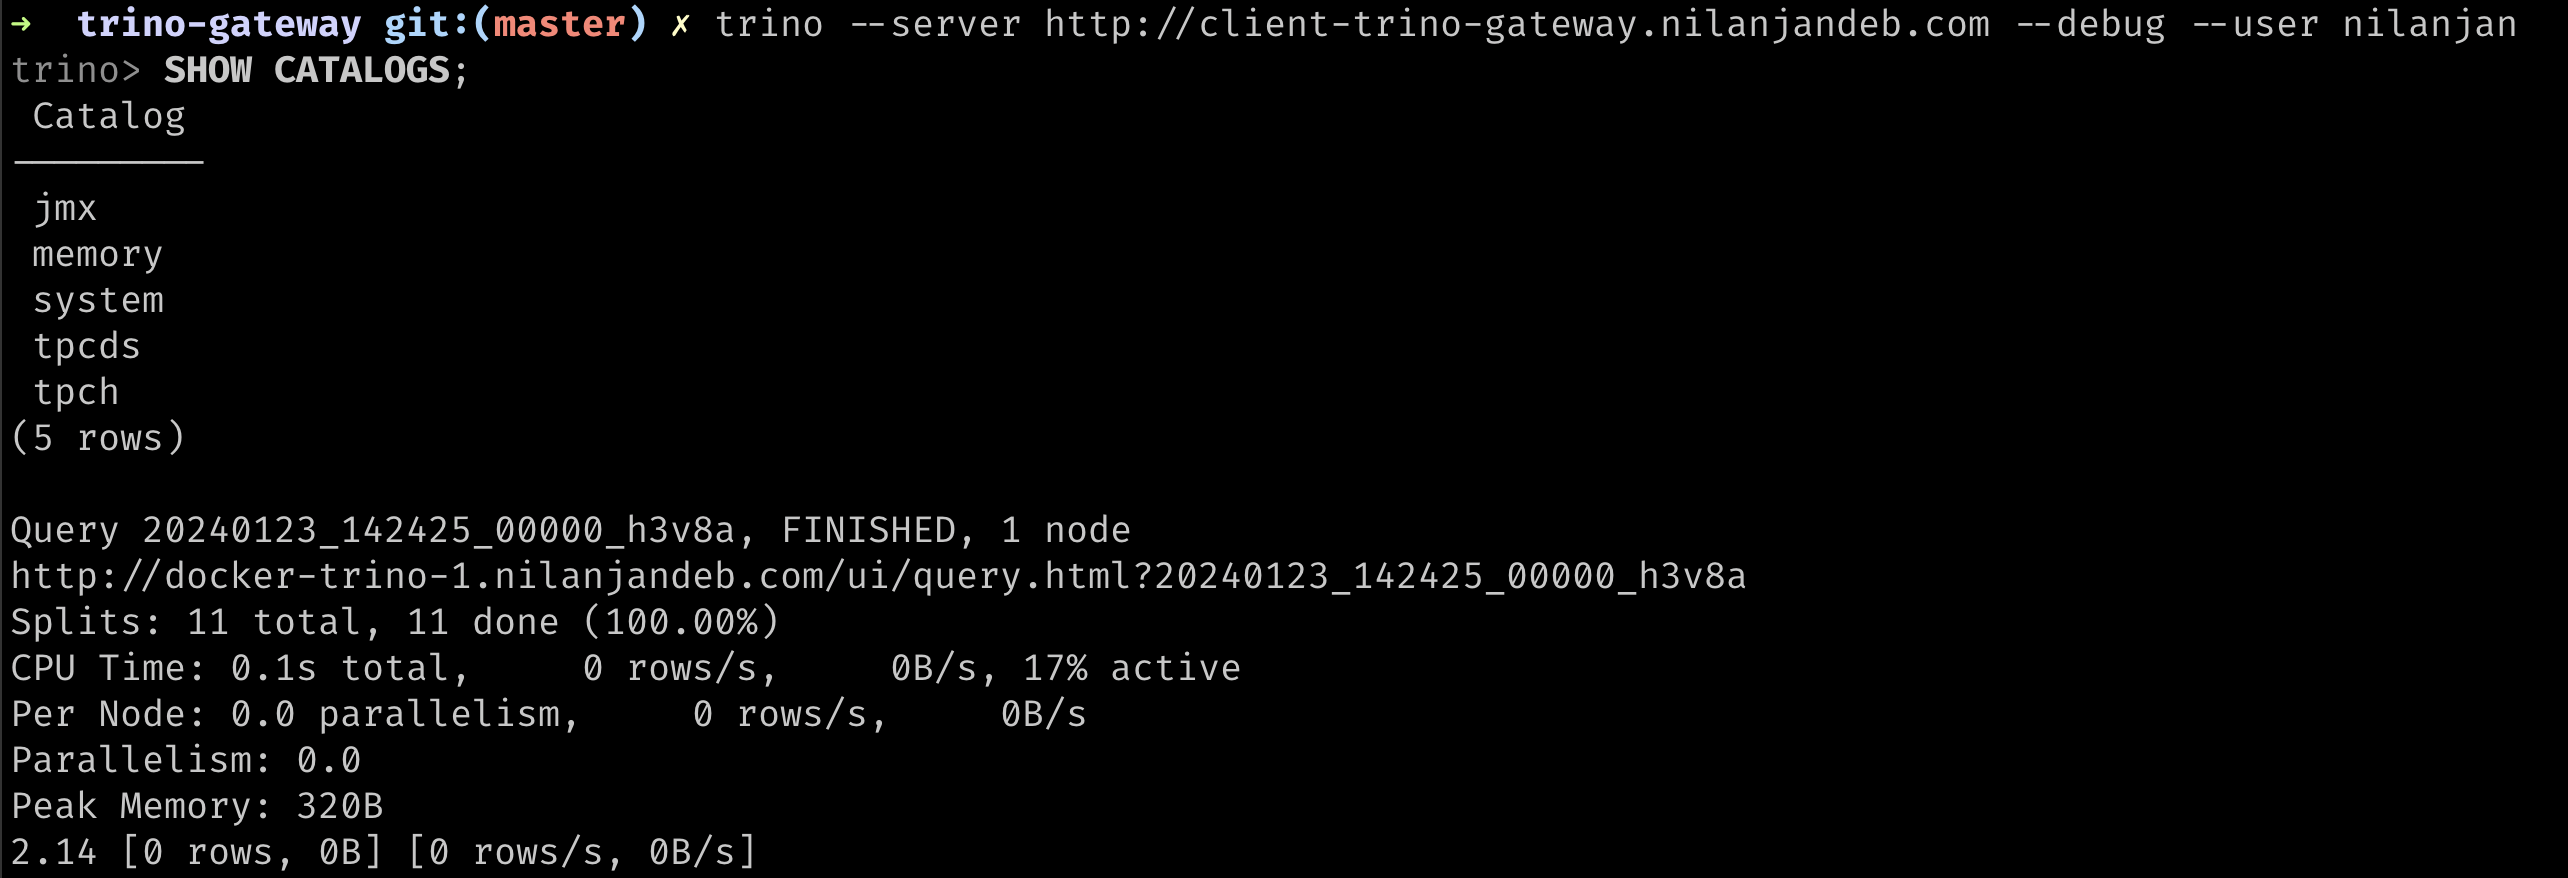 ➜  trino-gateway git:(master) ✗ trino --server http://client-trino-gateway.nilanjandeb.com --debug --user nilanjan
trino> SHOW CATALOGS;
 Catalog
─────────
 jmx
 memory
 system
 tpcds
 tpch
(5 rows)

Query 20240123_142425_00000_h3v8a, FINISHED, 1 node
http://docker-trino-1.nilanjandeb.com/ui/query.html?20240123_142425_00000_h3v8a
Splits: 11 total, 11 done (100.00%)
CPU Time: 0.1s total,     0 rows/s,     0B/s, 17% active
Per Node: 0.0 parallelism,     0 rows/s,     0B/s
Parallelism: 0.0
Peak Memory: 320B
2.14 [0 rows, 0B] [0 rows/s, 0B/s]